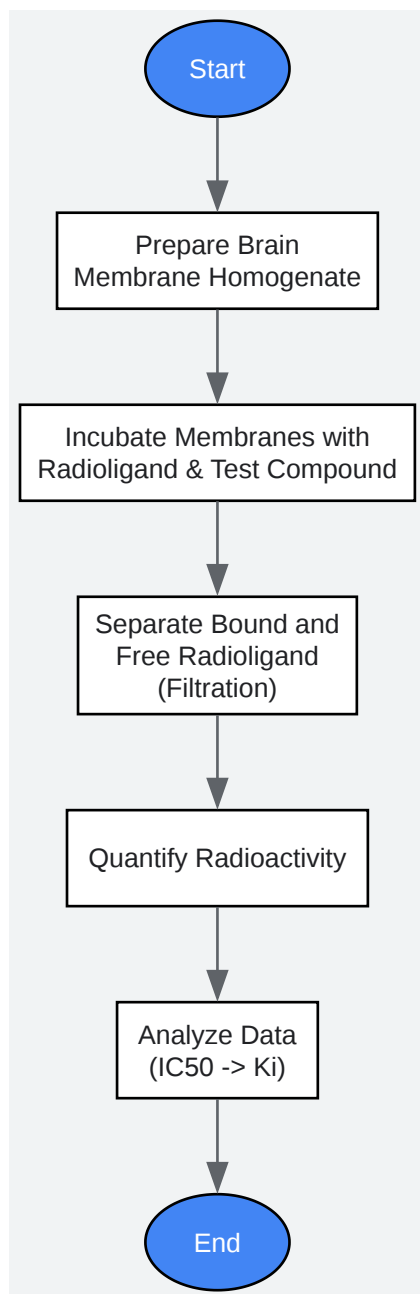 Start
Prepare Brain
Membrane Homogenate
Incubate Membranes with
Radioligand & Test Compound
Separate Bound and
Free Radioligand
(Filtration)
Quantify Radioactivity
Analyze Data
(IC50 -> Ki)
End